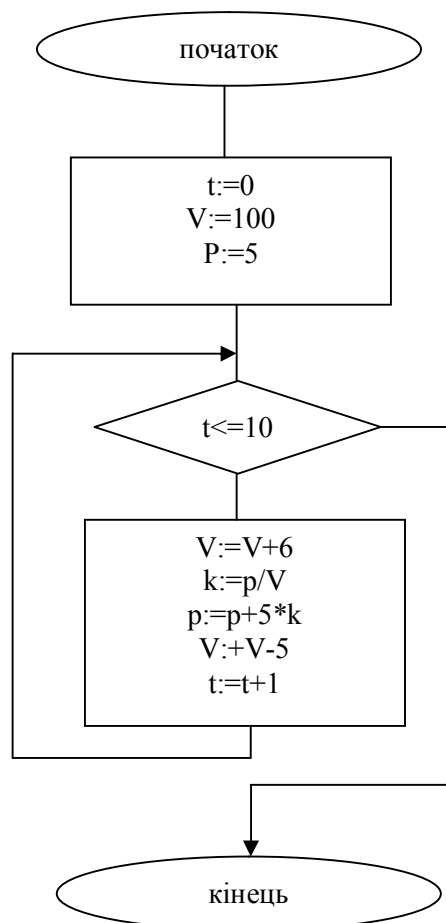 початок
t:=0
V:=100
P:=5
t<=10
V:=V+6
k:=p/V
p:=p+5*k
V:+V-5
t:=t+1
кінець